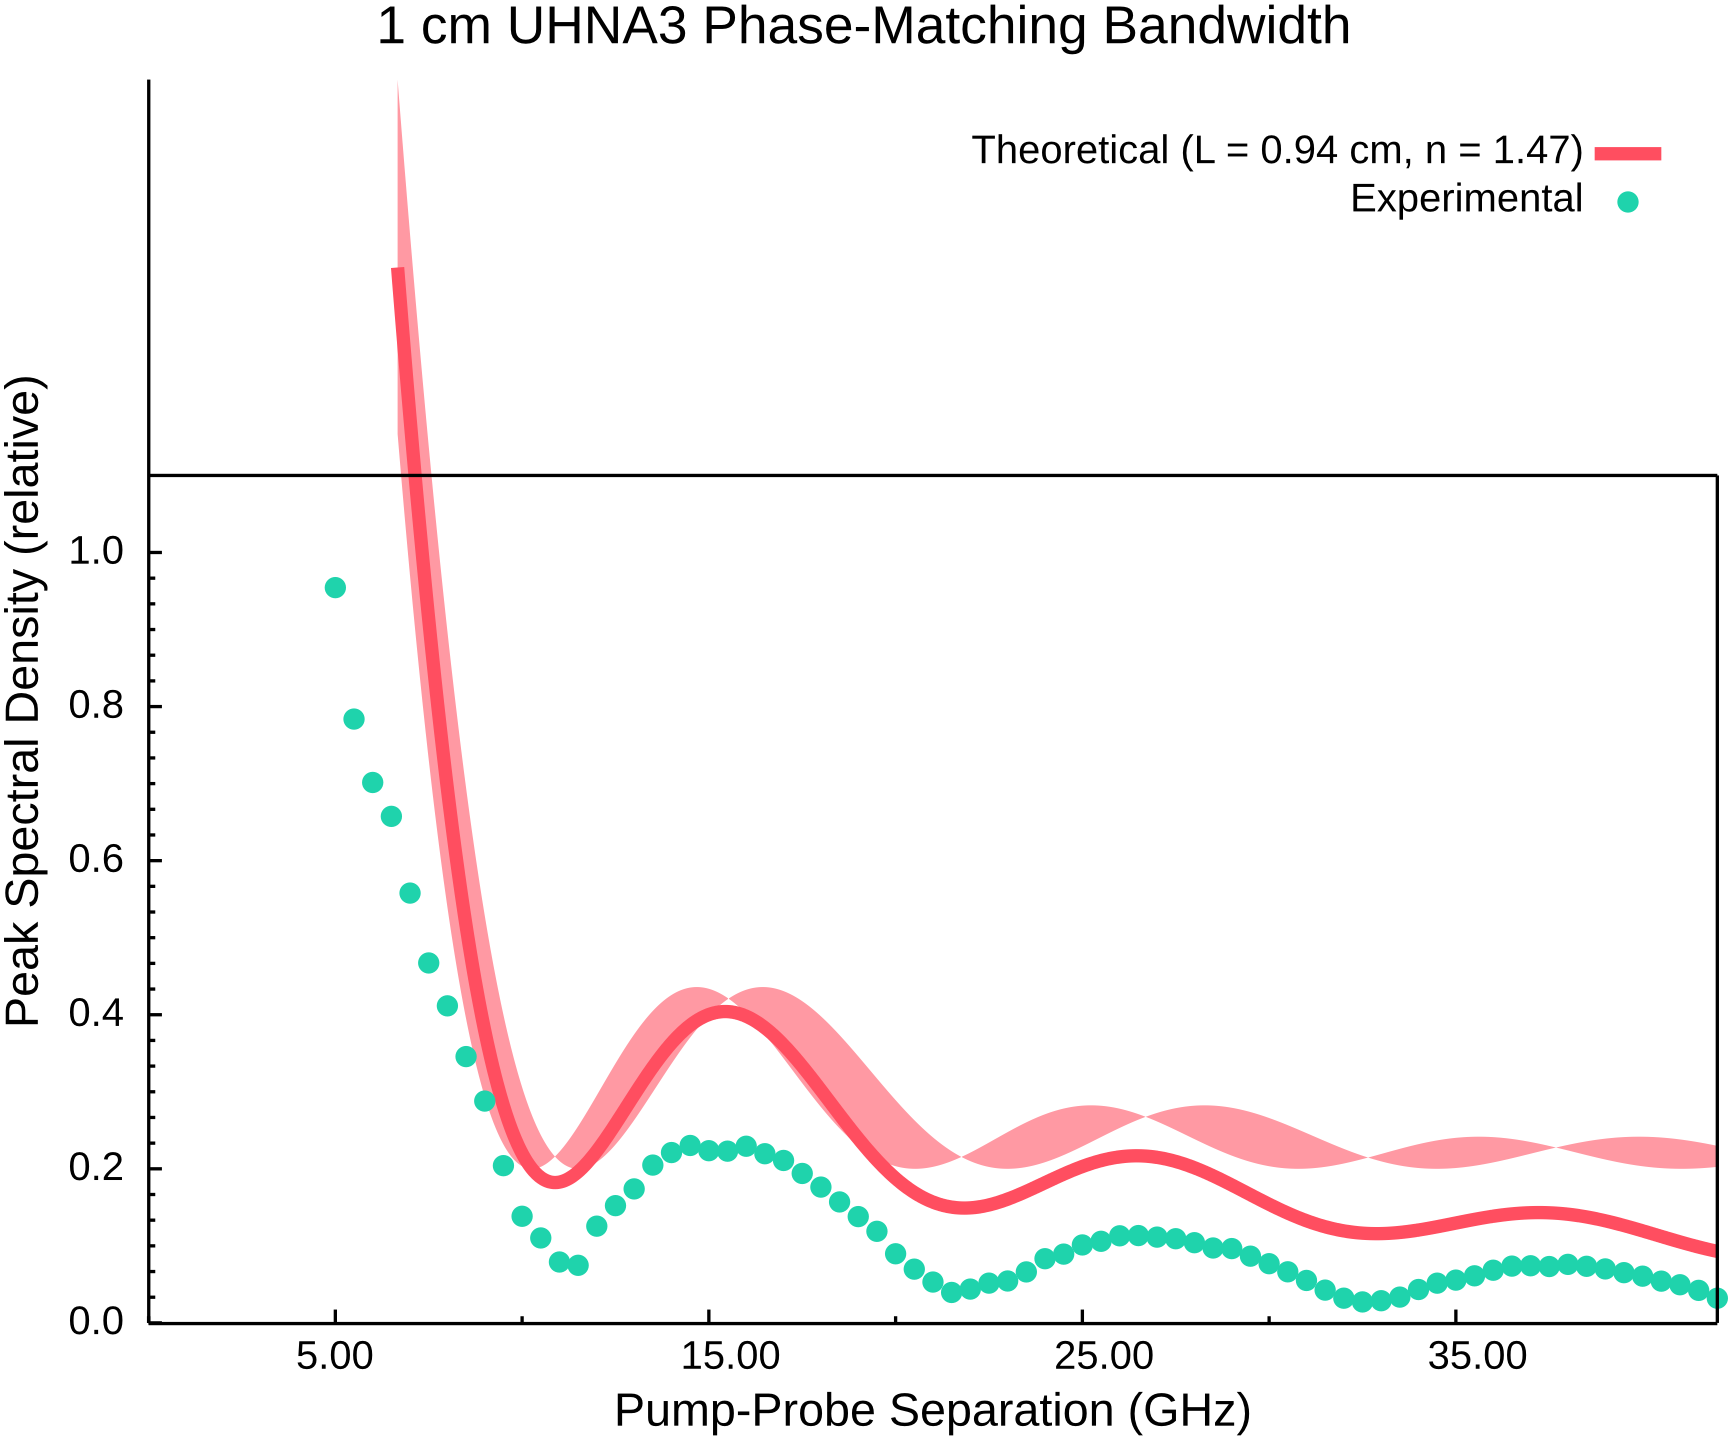 1 cm UHNA3 Phase-Matching Bandwidth
Theoretical (L = 0.94 cm, n = 1.47)
Experimental
Peak Spectral Density (relative)
1.0
0.8
0.6
0.4
0.2
0.0
5.00 15.00 25.00 35.00
Pump-Probe Separation (GHz)